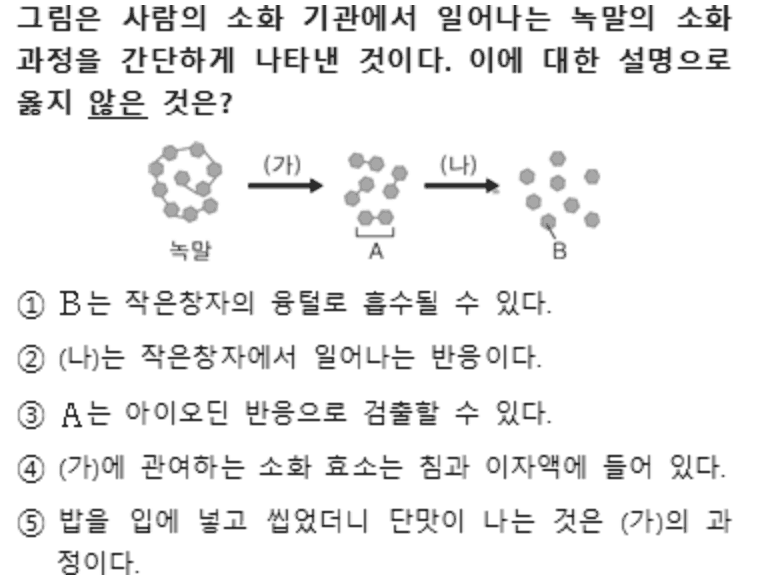 그림은 사람의 소화 기관에서 일어나는 녹말의 소화
과정을 간단하게 나타낸 것이다. 이에 대한 설명으로
옳지 않은 것은?
(가) (나)
녹말 A B
① B는 작은창자의 융털로 흡수될 수 있다.
② (나)는 작은창자에서 일어나는 반응이다.
③ A는 아이오딘 반응으로 검출할 수 있다.
④ (가)에 관여하는 소화 효소는 침과 이자액에 들어 있다.
⑤ 밥을 입에 넣고 씹었더니 단맛이 나는 것은 (가)의 과
정이다.